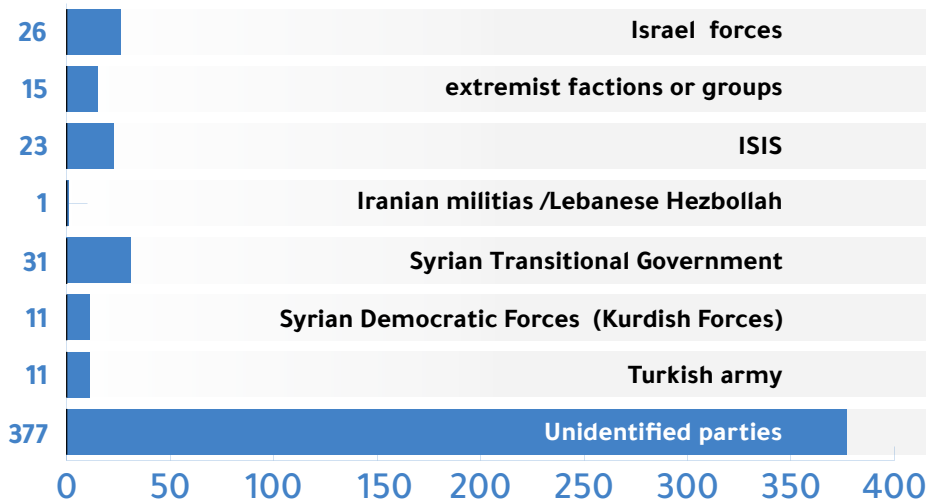 26 Israel forces
15 extremist factions or groups
23 ISIS
1 Iranian militias /Lebanese Hezbollah
31 Syrian Transitional Government
11 Syrian Democratic Forces (Kurdish Forces)
11 Turkish army
377 Unidentified parties
0 50 100 150 200 250 300 350 400